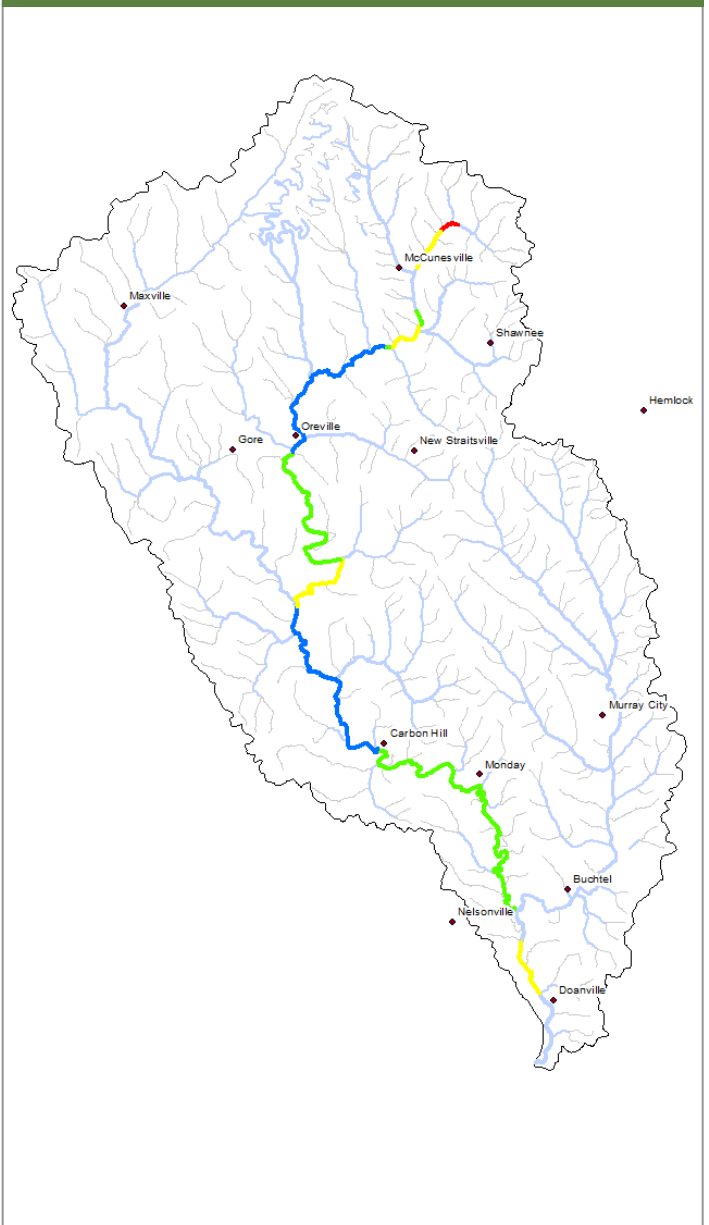 McCunesville
Maxville
Shawnee
Hemlock
Oreville
Gore
New Straitsville
Murray City
Carbon Hill
Monday
Buchtel
Nelsonville
Doanville